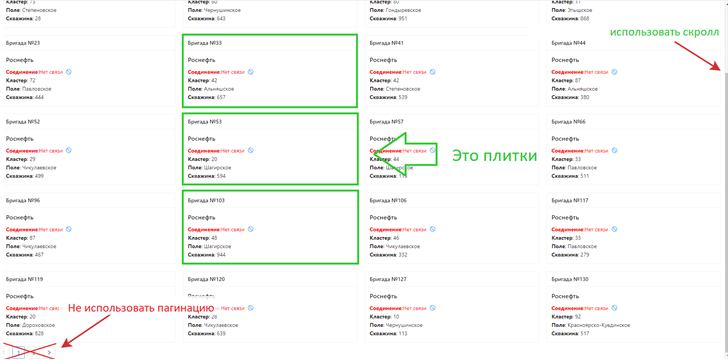 Кластер: 73
Поле: Степеновское
Скважина: 28
Кластер: 60
Поле: Чернушинское
Скважина: 643
Поле: Гондыревское
Скважина: 951
Поле: Этышское
Скважина: 868
использовать скролл
Бригада №23
Роснефть
Соединение:Нет связи
Кластер: 72
Поле: Павловское
Скважина: 444
Бригада №33
Роснефть
Соединение:Нет связи
Кластер: 42
Поле: Альняшское
Скважина: 657
Бригада №41
Роснефть
Соединение:Нет связи
Кластер: 42
Поле: Степеновское
Скважина: 539
Бригада №44
Роснефть
Соединение:Нет связи
Кластер: 87
Поле: Альняшское
Скважина: 380
Бригада №52
Роснефть
Соединение:Нет связи
Кластер: 29
Поле: Чикулаевское
Скважина: 499
Бригада №53
Роснефть
Соединение:Нет связи
Кластер: 20
Поле: Шагирское
Скважина: 594
Бригада №57
Роснефть
Соединение:Нет связи
Кластер: 44
Поле: Шагирское
Скважина:
Это плитки
Бригада №66
Роснефть
Соединение:Нет связи
Кластер: 33
Поле: Павловское
Скважина: 511
Бригада №96
Роснефть
Соединение:Нет связи
Кластер: 87
Поле: Чикулаевское
Скважина: 467
Бригада №103
Роснефть
Соединение:Нет связи
Кластер: 48
Поле: Шагирское
Скважина: 944
Бригада №106
Роснефть
Соединение:Нет связи
Кластер: 46
Поле: Чикулаевское
Скважина: 332
Бригада №117
Роснефть
Соединение:Нет связи
Кластер: 33
Поле: Павловское
Скважина: 279
Бригада №119
Роснефть
Соединение:Нет связи
Кластер: 20
Поле: Дороховское
Скважина: 828
Бригада №120
Роснефть
Соединение:Нет связи
Кластер: 28
Поле: Чикулаевское
Скважина: 639
Не использовать пагинацию
Бригада №127
Роснефть
Соединение:Нет связи
Кластер: 10
Поле: Чернушинское
Скважина: 113
Бригада №130
Роснефть
Соединение:Нет связи
Кластер: 92
Поле: Красноярско-Куединское
Скважина: 517
1